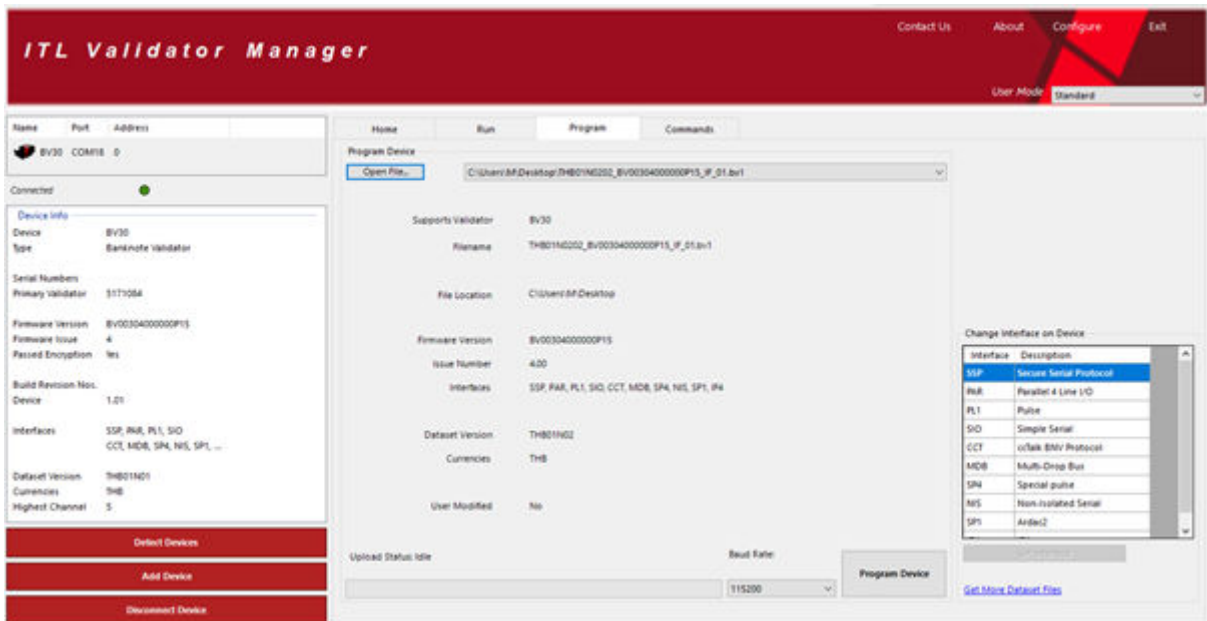 ITL Validator Manager
Contact Us About Configure Exit
User Mode Standard
Name Port Address
BV30 COM18 0
Connected
Device Info
Device BV30
Type Banknote Validator
Serial Numbers
Primary Validator 5171084
Firmware Version BV00304000000P15
Firmware Issue 4
Passed Encryption Yes
Build Revision Nos.
Device 1.01
Interfaces SSP, PAR, PL1, SIO
CCT, MDB, SP4, NIS, SP1, ...
Dataset Version THB01N01
Currencies THB
Highest Channel 5
Detect Devices
Add Device
Disconnect Device
Home Run Program Commands
Program Device
Open File... C:\Users\M\Desktop\THB01N0202_BV00304000000P15_IF_01.bv1
Supports Validator BV30
Filename THB01N0202_BV00304000000P15_IF_01.bv1
File Location C:\Users\M\Desktop
Firmware Version BV00304000000P15
Issue Number 4.00
Interfaces SSP, PAR, PL1, SIO, CCT, MDB, SP4, NIS, SP1, IP4
Dataset Version THB01N02
Currencies THB
User Modified No
Upload Status: Idle
Baud Rate:
115200
Program Device
Change Interface on Device
Interface Description
SSP Secure Serial Protocol
PAR Parallel 4 Line I/O
PL1 Pulse
SIO Simple Serial
CCT ccTalk BNV Protocol
MDB Multi-Drop Bus
SP4 Special pulse
NIS Non-Isolated Serial
SP1 Ardac2
Get More Dataset Files